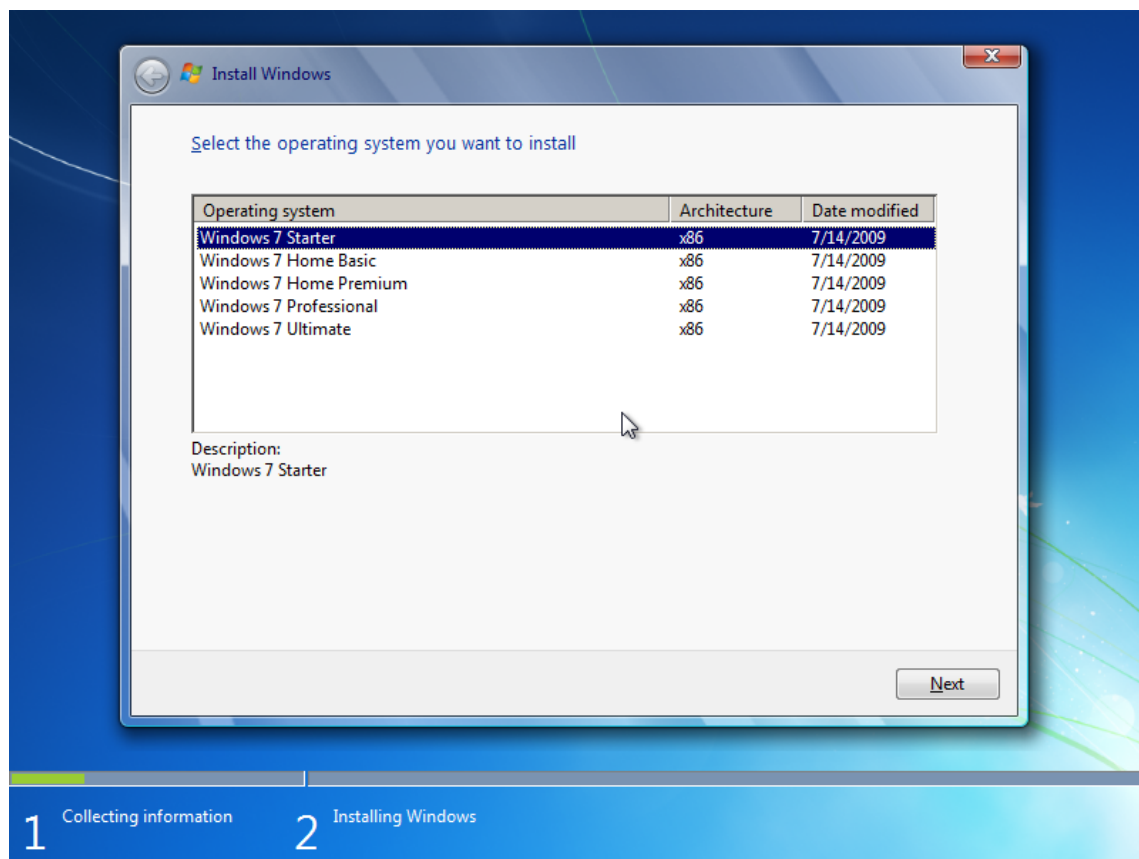 Install Windows
Select the operating system you want to install
Operating system Architecture Date modified
Windows 7 Starter x86 7/14/2009
Windows 7 Home Basic x86 7/14/2009
Windows 7 Home Premium x86 7/14/2009
Windows 7 Professional x86 7/14/2009
Windows 7 Ultimate x86 7/14/2009
Description:
Windows 7 Starter
Next
1 Collecting information 2 Installing Windows